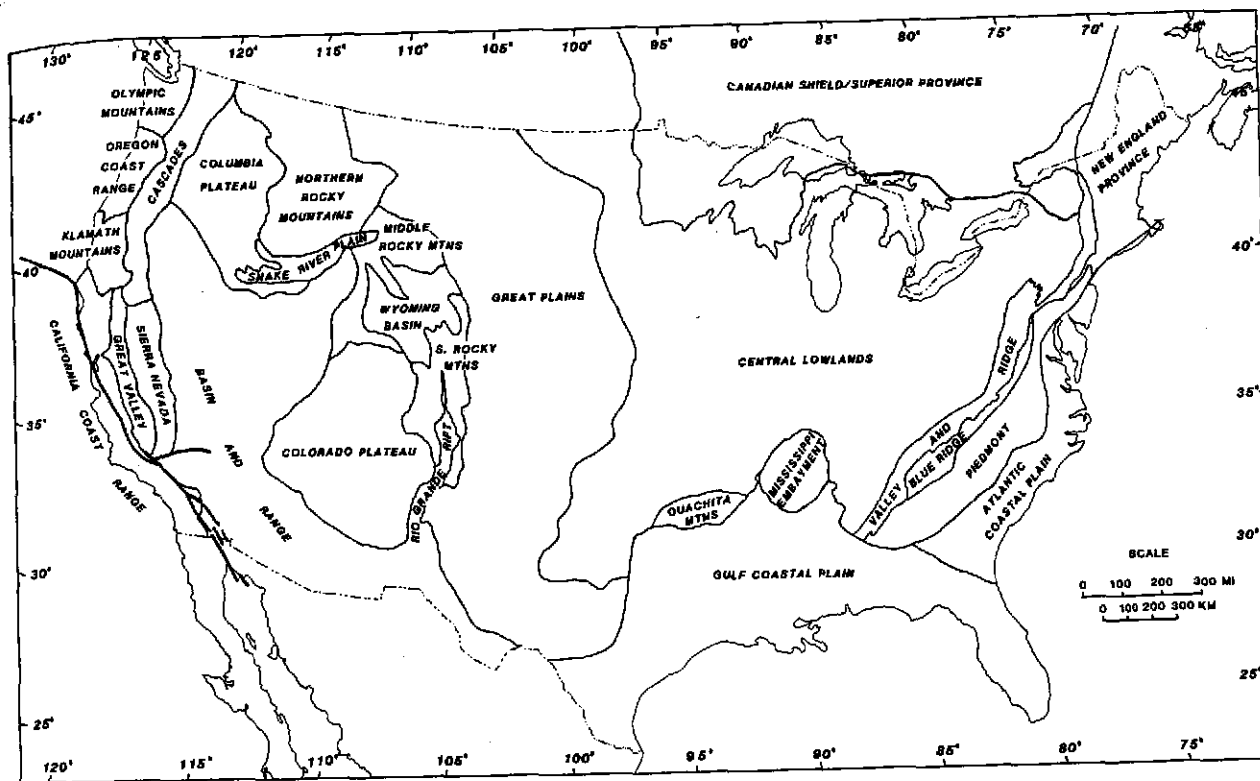 130° 125° 120° 115° 110° 105° 100° 95° 90° 85° 80° 75° 70°
CANADIAN SHIELD/SUPERIOR PROVINCE
OLYMPIC
MOUNTAINS
45°
45°
OREGON
COAST
RANGE
CASCADES
COLUMBIA
PLATEAU
NORTHERN
ROCKY
MOUNTAINS
NEW ENGLAND
PROVINCE
KLAMATH
MOUNTAINS
MIDDLE
ROCKY MTNS
SNAKE RIVER PLAIN
40°
40°
GREAT PLAINS
WYOMING
BASIN
S. ROCKY
MTNS
CENTRAL LOWLANDS
CALIFORNIA
COAST
RANGE
GREAT VALLEY
SIERRA NEVADA
BASIN
AND
RANGE
35°
35°
COLORADO PLATEAU
RIO GRANDE RIFT
VALLEY AND RIDGE
BLUE RIDGE
PIEDMONT
ATLANTIC
COASTAL PLAIN
MISSISSIPPI
EMBAYMENT
OUACHITA
MTNS
30°
30°
GULF COASTAL PLAIN
SCALE
0 100 200 300 MI
0 100 200 300 KM
25°
25°
120° 115° 110° 105° 100° 95° 90° 85° 80° 75°